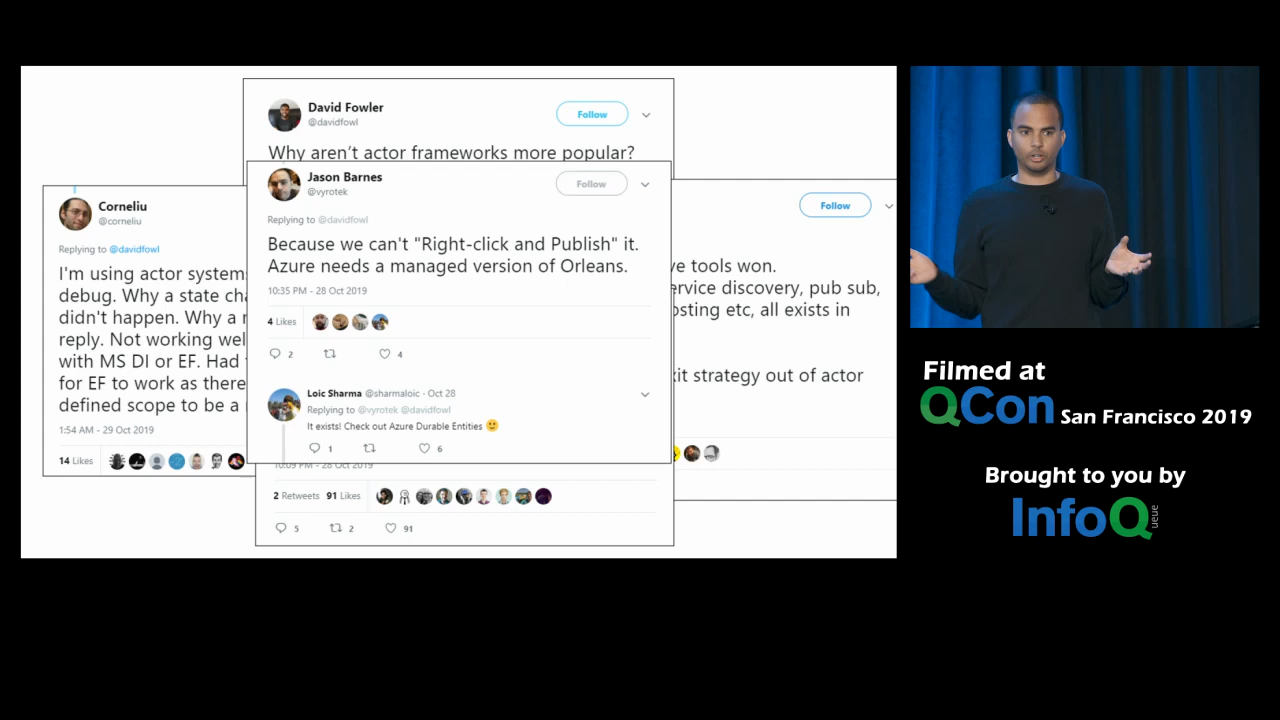 David Fowler
@davidfowl
Follow
Why aren't actor frameworks more popular?
Jason Barnes
@vyrotek
Follow
Replying to @davidfowl
Because we can't "Right-click and Publish" it.
Azure needs a managed version of Orleans.
10:35 PM - 28 Oct 2019
4 Likes
2
4
Loic Sharma @sharmaloic - Oct 28
Replying to @vyrotek @davidfowl
It exists! Check out Azure Durable Entities
1
6
10:09 PM - 28 Oct 2019
2 Retweets 91 Likes
5
2
91
Corneliu
@corneliu
Replying to @davidfowl
I'm using actor systems
debug. Why a state cha
didn't happen. Why a r
reply. Not working wel
with MS DI or EF. Had
for EF to work as there
defined scope to be a
1:54 AM - 29 Oct 2019
14 Likes
Follow
ve tools won.
ervice discovery, pub sub,
osting etc, all exists in
xit strategy out of actor
Filmed at
QCon San Francisco 2019
Brought to you by
InfoQ
ueue